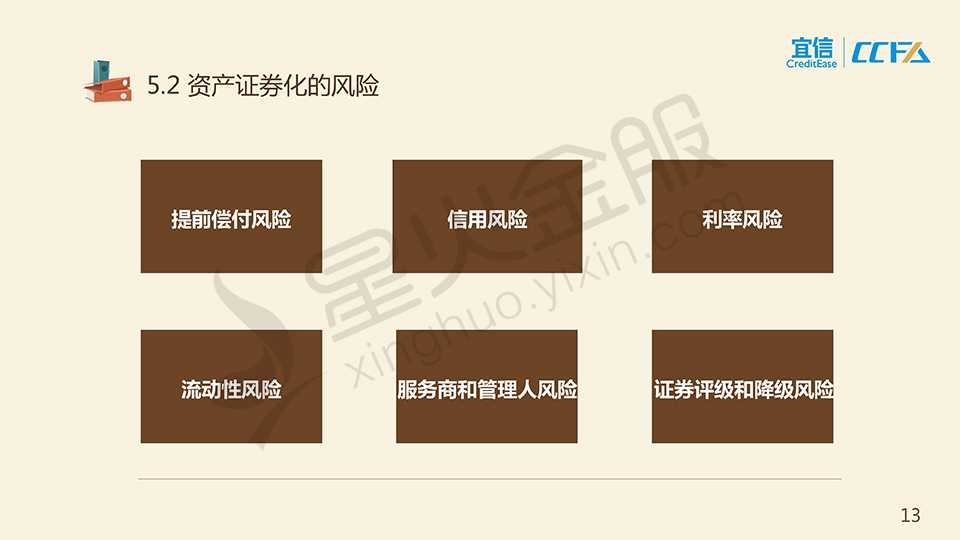 宜信
CreditEase
CCFA
5.2 资产证券化的风险
提前偿付风险
信用风险
利率风险
流动性风险
服务商和管理人风险
证券评级和降级风险
星火金服
xinghuo.yixin.com
13